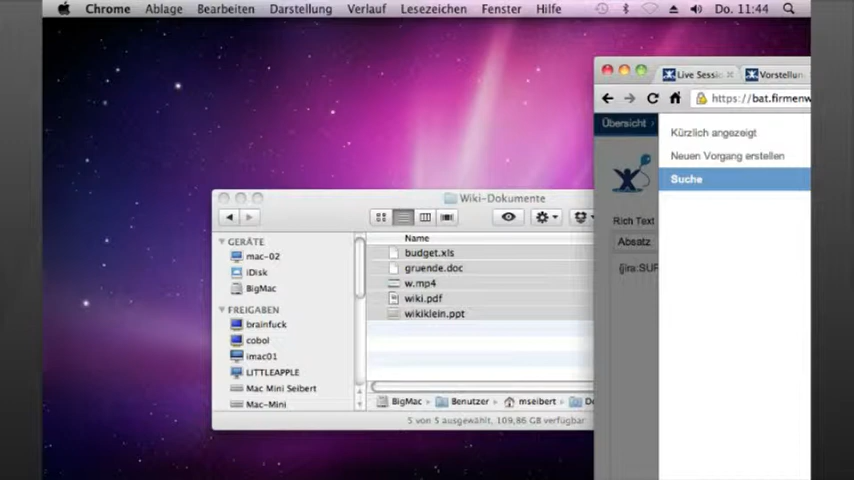 Chrome Ablage Bearbeiten Darstellung Verlauf Lesezeichen Fenster Hilfe Do. 11:44
Live Sessi
Vorstellun
https://bat.firmenw
Übersicht
Kürzlich angezeigt
Neuen Vorgang erstellen
Suche
Rich Text
Absatz
{jira:SUF
Wiki-Dokumente
GERÄTE
mac-02
iDisk
BigMac
FREIGABEN
brainfuck
cobol
imac01
LITTLEAPPLE
Mac Mini Seibert
Mac-Mini
Name
budget.xls
gruende.doc
w.mp4
wiki.pdf
wikiklein.ppt
BigMac Benutzer mseibert
5 von 5 ausgewählt, 109,86 GB verfügbar